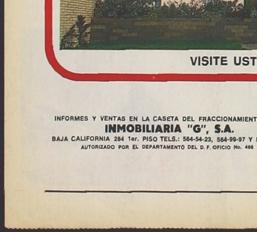 VISITE UST
INFORMES Y VENTAS EN LA CASETA DEL FRACCIONAMIENT
INMOBILIARIA "G", S.A.
BAJA CALIFORNIA 284 1er. PISO TELS.: 564-54-23, 564-99-97 Y
AUTORIZADO POR EL DEPARTAMENTO DEL D.F. OFICIO No. 466